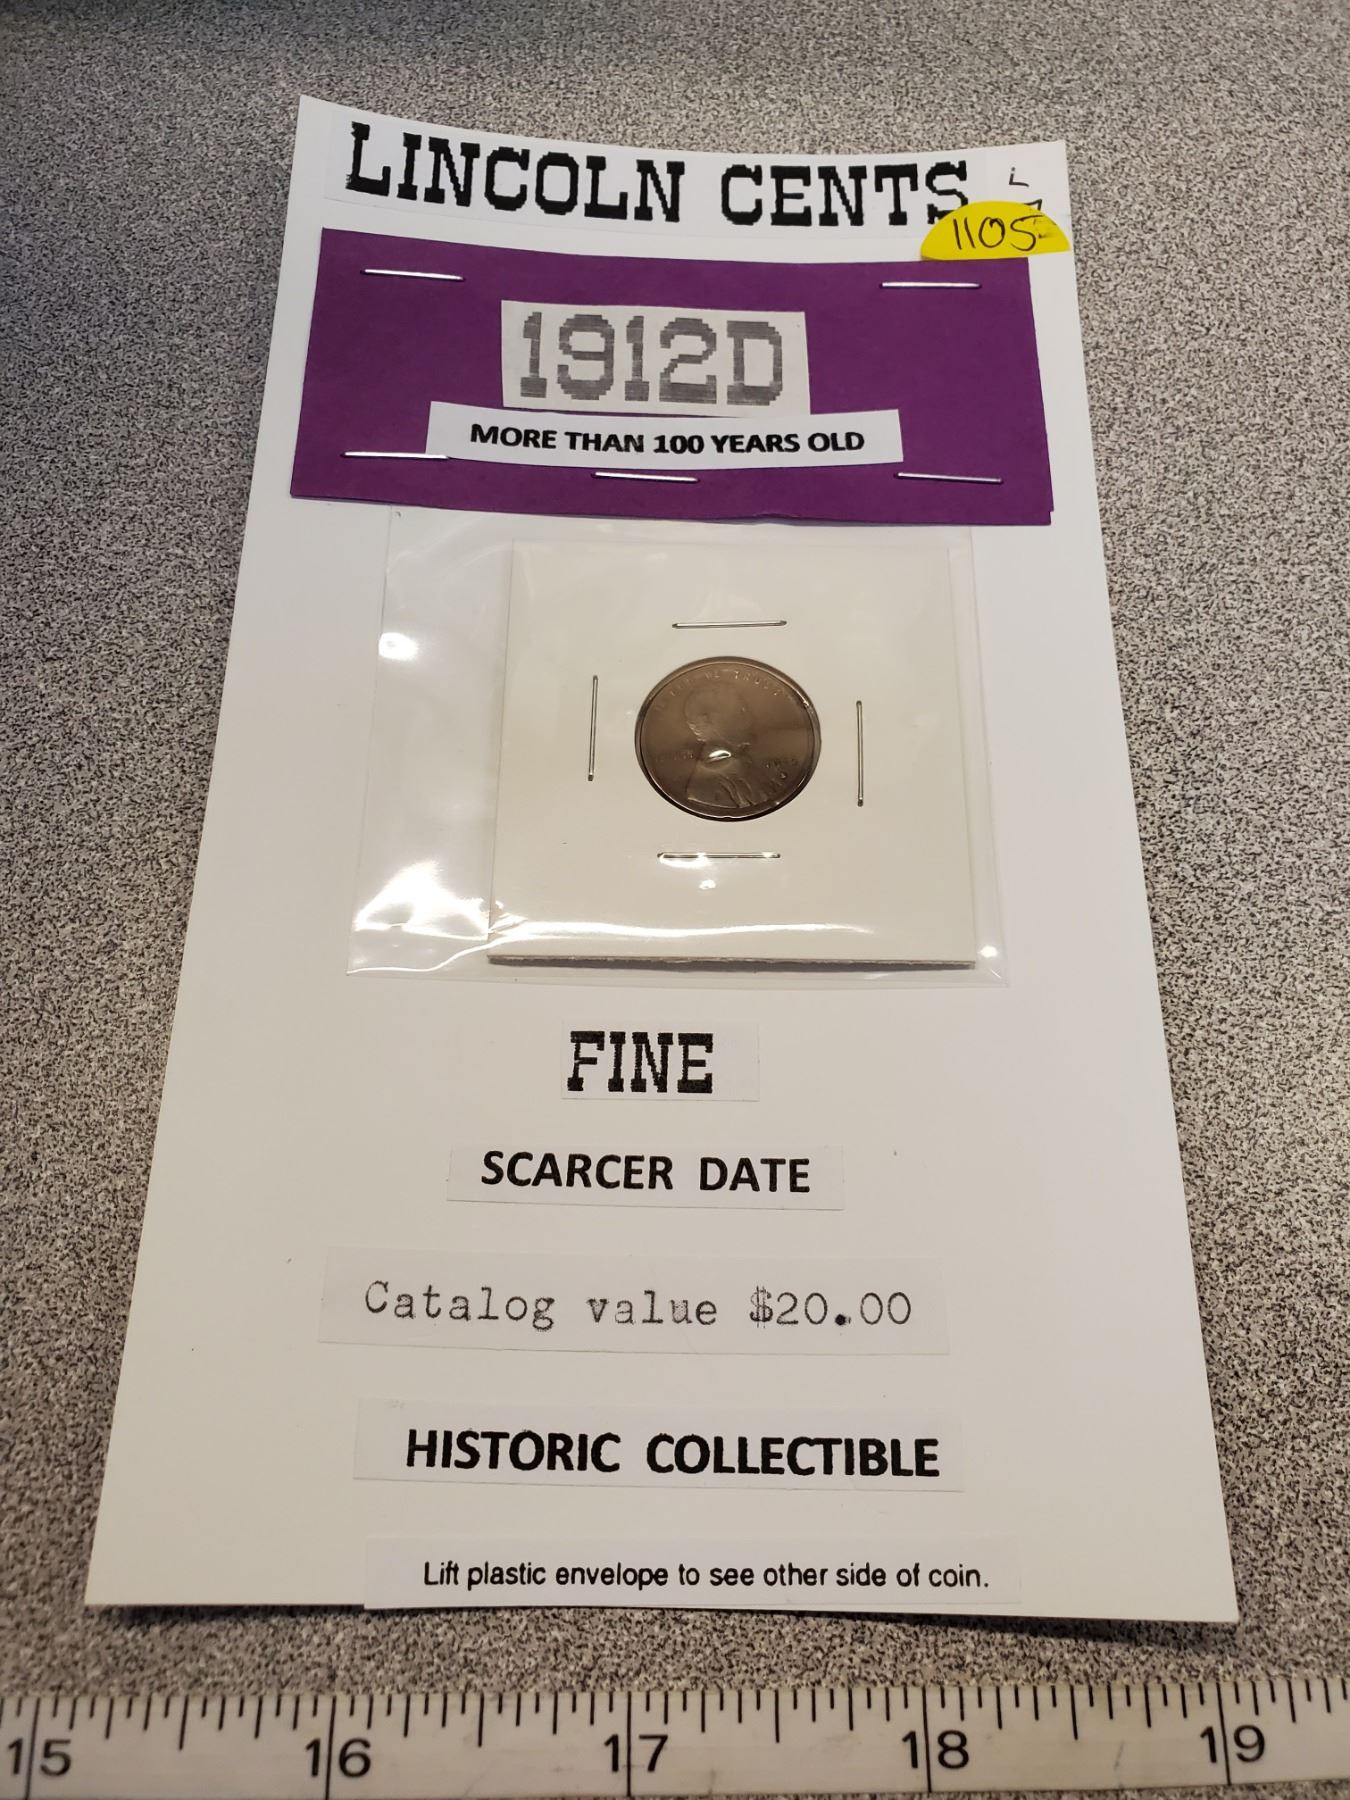 LINCOLN CENTS
1105
1912D
MORE THAN 100 YEARS OLD
TRUST
FINE
SCARCER DATE
Catalog value $20.00
HISTORIC COLLECTIBLE
Lift plastic envelope to see other side of coin.
15 16 17 18 19